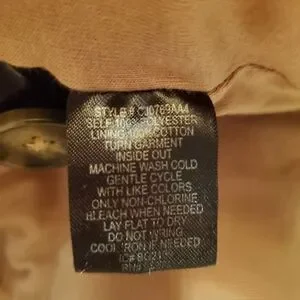 SELF 100% POLYESTER
LINING 100% COTTON
TURN GARMENT
INSIDE OUT
MACHINE WASH COLD
GENTLE CYCLE
WITH LIKE COLORS
ONLY NON-CHLORINE
BLEACH WHEN NEEDED
LAY FLAT TO DRY
DO NOT WRING
COOL IRON IF NEEDED